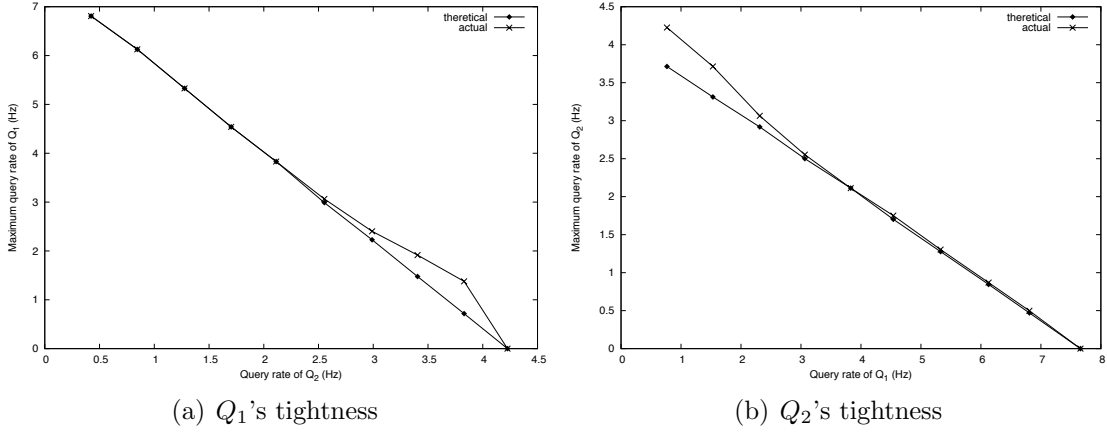 7
6
5
4
3
2
1
0
Maximum query rate of Q1 (Hz)
theretical
actual
0 0.5 1 1.5 2 2.5 3 3.5 4 4.5
Query rate of Q2 (Hz)
(a) Q1's tightness
4.5
4
3.5
3
2.5
2
1.5
1
0.5
0
Maximum query rate of Q2 (Hz)
theretical
actual
0 1 2 3 4 5 6 7 8
Query rate of Q1 (Hz)
(b) Q2's tightness